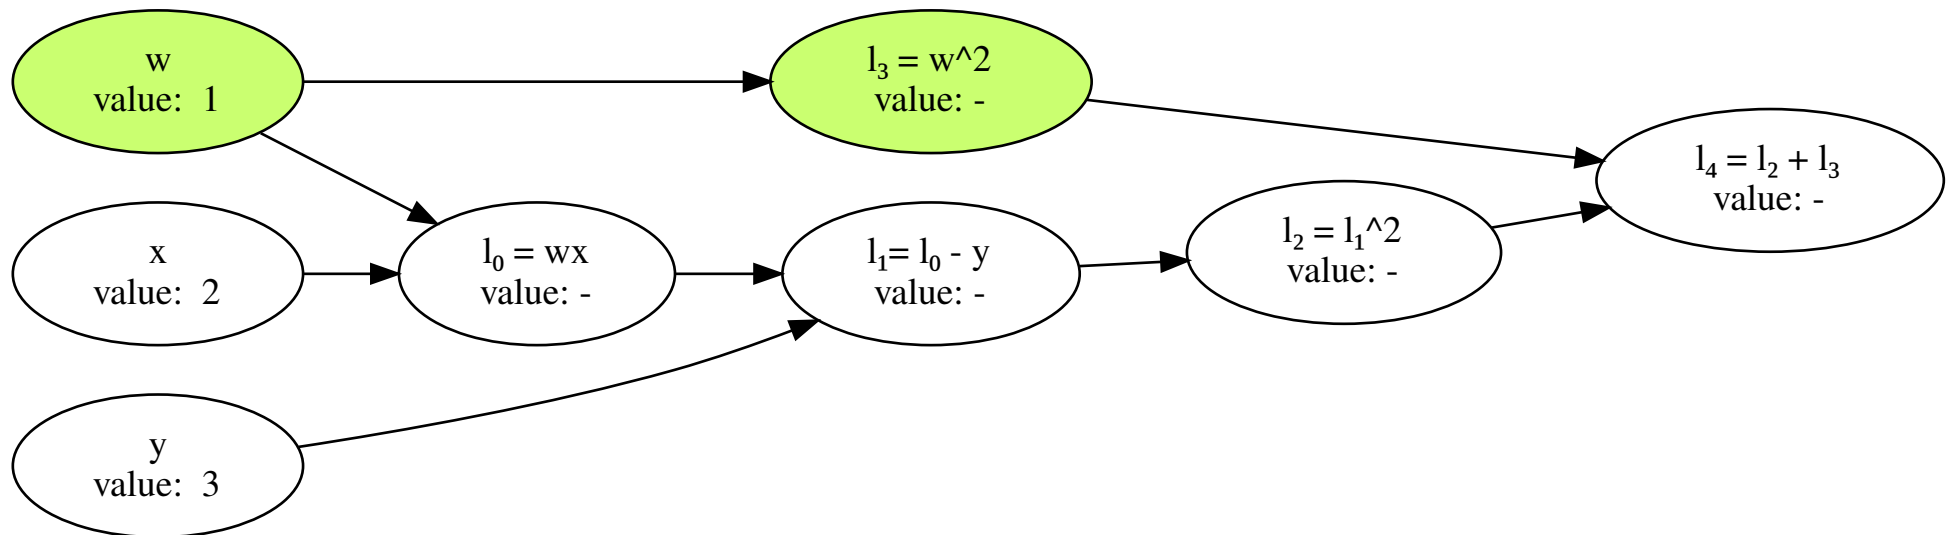 w
value:  1
l₃ = w^2
value: -
l₄ = l₂ + l₃
value: -
x
value:  2
l₀ = wx
value: -
l₁= l₀ - y
value: -
l₂ = l₁^2
value: -
y
value:  3